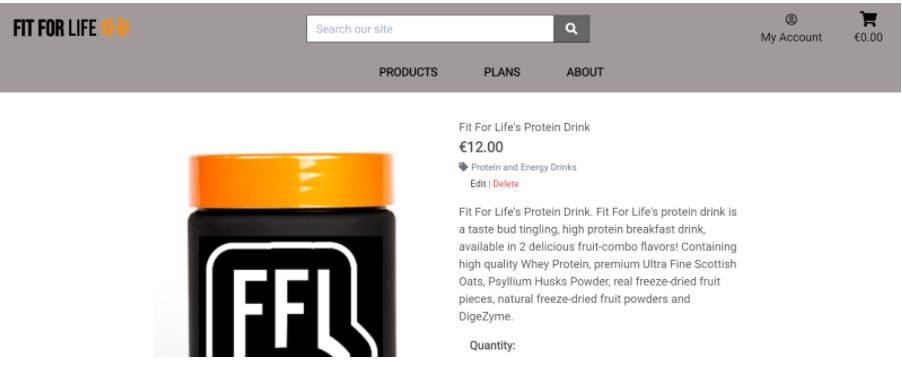 FIT FOR LIFE
Search our site
My Account
€0.00
PRODUCTS PLANS ABOUT
Fit For Life's Protein Drink
€12.00
Protein and Energy Drinks
Edit | Delete
Fit For Life's Protein Drink. Fit For Life's protein drink is
a taste bud tingling, high protein breakfast drink,
available in 2 delicious fruit-combo flavors! Containing
high quality Whey Protein, premium Ultra Fine Scottish
Oats, Psyllium Husks Powder, real freeze-dried fruit
pieces, natural freeze-dried fruit powders and
DigeZyme.
Quantity:
FFL